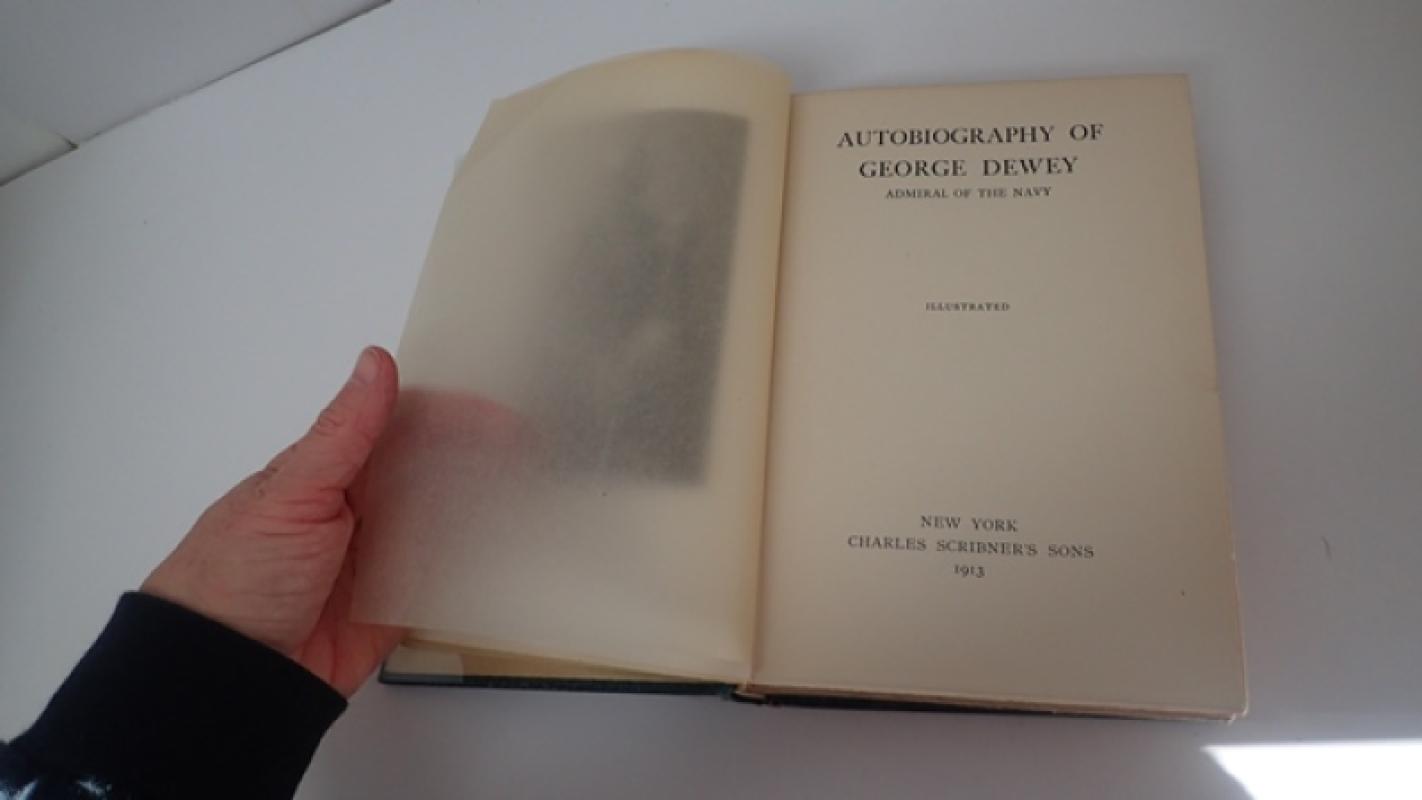 AUTOBIOGRAPHY OF
GEORGE DEWEY
ADMIRAL OF THE NAVY
ILLUSTRATED
NEW YORK
CHARLES SCRIBNER'S SONS
1913